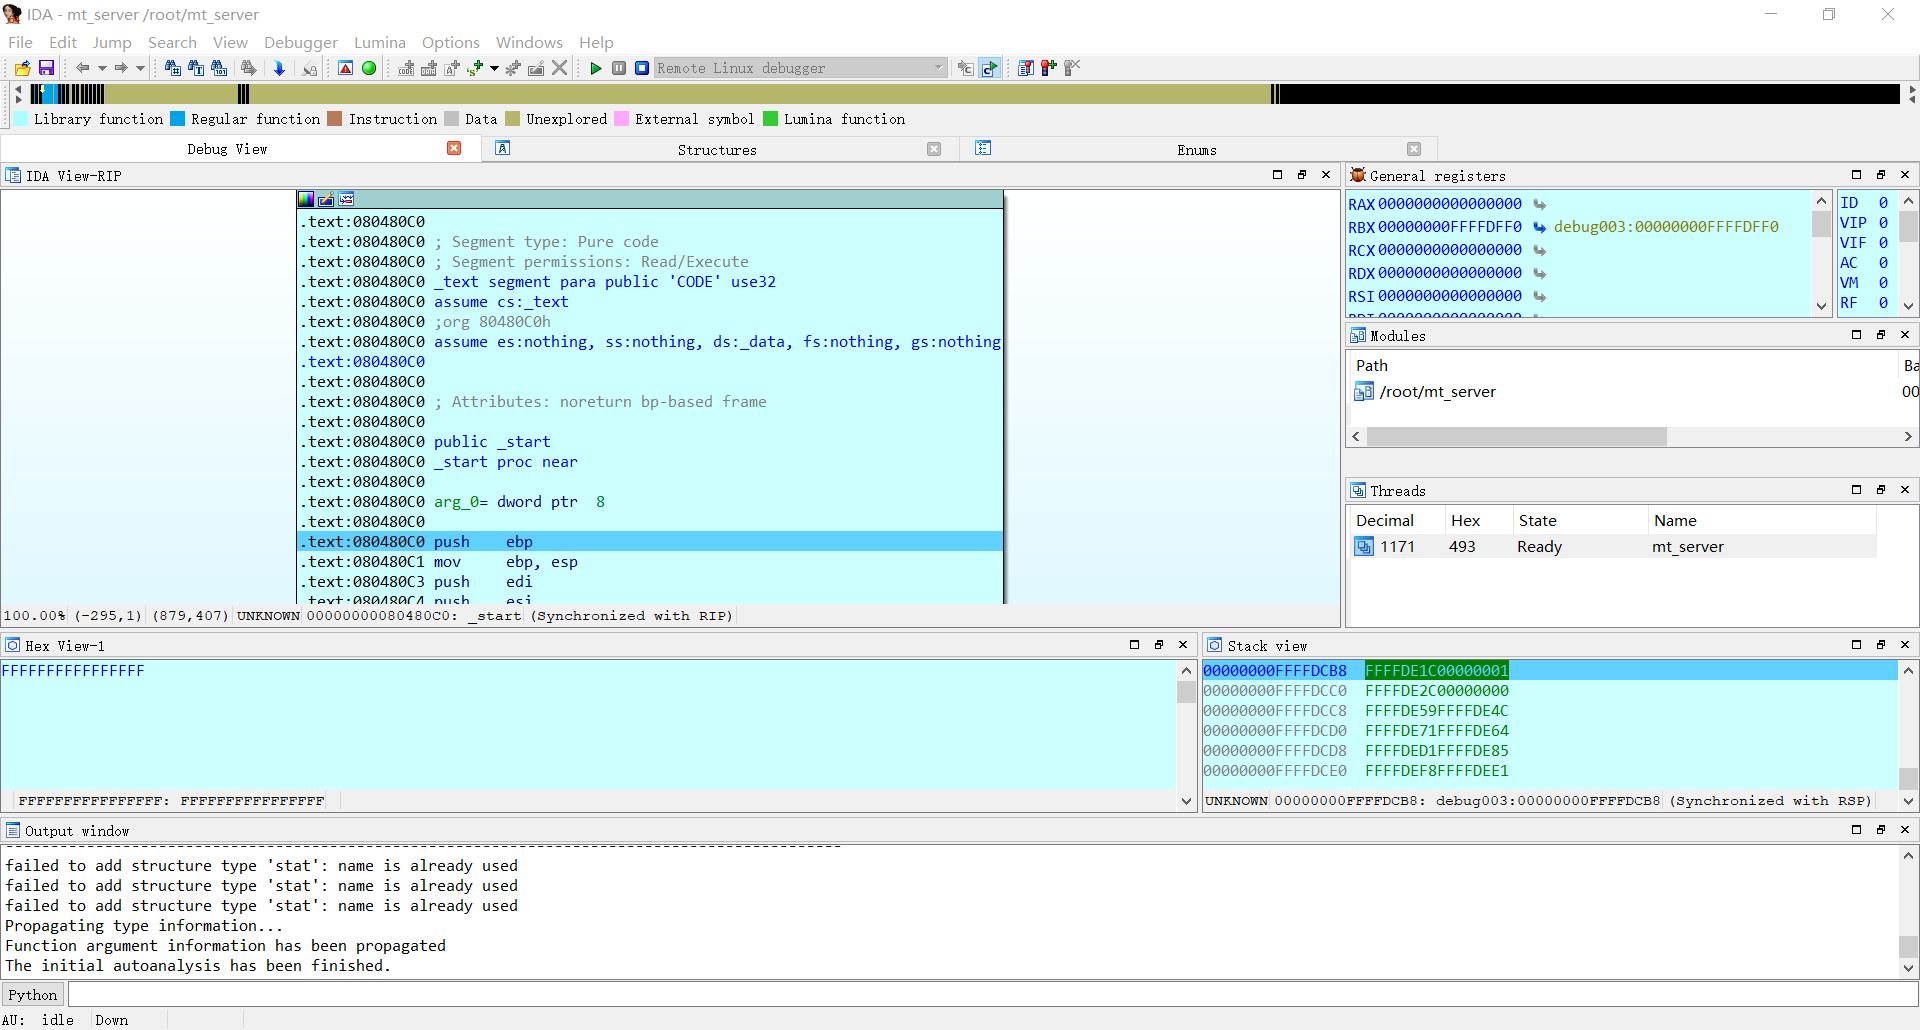 IDA - mt_server /root/mt_server
File Edit Jump Search View Debugger Lumina Options Windows Help
Remote Linux debugger
Library function Regular function Instruction Data Unexplored External symbol Lumina function
Debug View Structures Enums
IDA View-RIP
.text:080480C0
.text:080480C0 ; Segment type: Pure code
.text:080480C0 ; Segment permissions: Read/Execute
.text:080480C0 _text segment para public 'CODE' use32
.text:080480C0 assume cs:_text
.text:080480C0 ;org 80480C0h
.text:080480C0 assume es:nothing, ss:nothing, ds:_data, fs:nothing, gs:nothing
.text:080480C0
.text:080480C0
.text:080480C0 ; Attributes: noreturn bp-based frame
.text:080480C0
.text:080480C0 public _start
.text:080480C0 _start proc near
.text:080480C0
.text:080480C0 arg_0= dword ptr  8
.text:080480C0
.text:080480C0 push    ebp
.text:080480C1 mov     ebp, esp
.text:080480C3 push    edi
.text:080480C4 push    esi
100.00% (-295,1) (879,407) UNKNOWN 00000000080480C0: _start (Synchronized with RIP)
General registers
RAX 0000000000000000
RBX 00000000FFFFDFF0 debug003:00000000FFFFDFF0
RCX 0000000000000000
RDX 0000000000000000
RSI 0000000000000000
RDI 0000000000000000
ID 0
VIP 0
VIF 0
AC 0
VM 0
RF 0
Modules
Path Ba
/root/mt_server 00
Threads
Decimal Hex State Name
1171 493 Ready mt_server
Hex View-1
FFFFFFFFFFFFFFFF
FFFFFFFFFFFFFFFF: FFFFFFFFFFFFFFFF
Stack view
00000000FFFFDCB8 FFFFDE1C00000001
00000000FFFFDCC0 FFFFDE2C00000000
00000000FFFFDCC8 FFFFDE59FFFFDE4C
00000000FFFFDCD0 FFFFDE71FFFFDE64
00000000FFFFDCD8 FFFFDED1FFFFDE85
00000000FFFFDCE0 FFFFDEF8FFFFDEE1
UNKNOWN 00000000FFFFDCB8: debug003:00000000FFFFDCB8 (Synchronized with RSP)
Output window
failed to add structure type 'stat': name is already used
failed to add structure type 'stat': name is already used
failed to add structure type 'stat': name is already used
Propagating type information...
Function argument information has been propagated
The initial autoanalysis has been finished.
Python
AU: idle Down